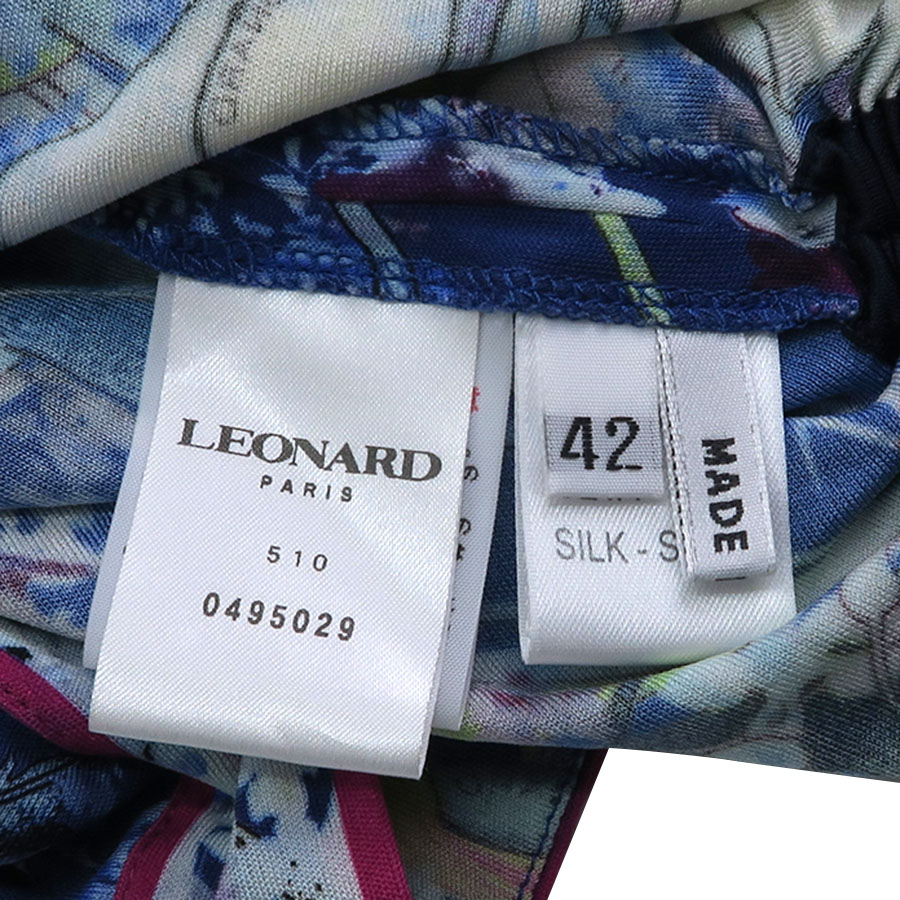 LEONARD
PARIS
510
0495029
42
SILK - S
MADE